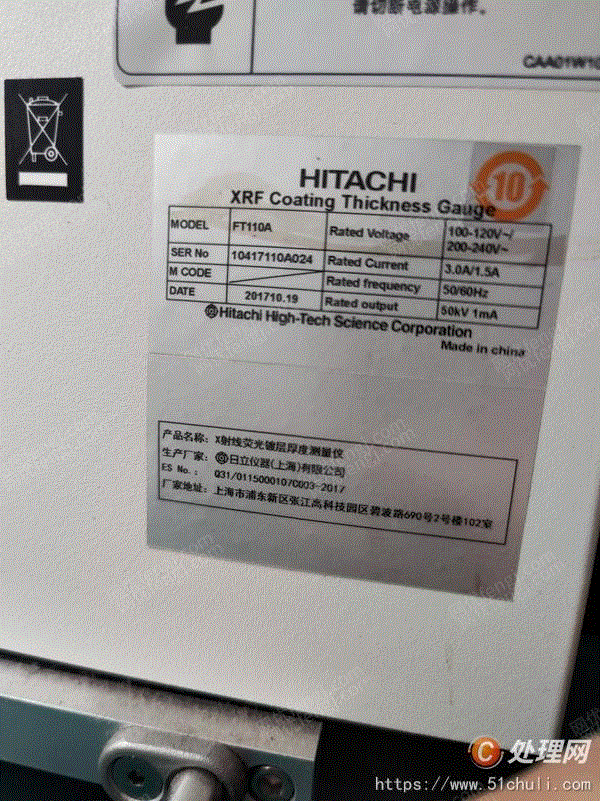 请切断电源操作。
CAA01W10
HITACHI
XRF Coating Thickness Gauge
10
MODEL FT110A Rated Voltage 100-120V~/
200-240V~
SER No 10417110A024 Rated Current 3.0A/1.5A
M CODE Rated frequency 50/60Hz
DATE 201710.19 Rated output 50kV 1mA
Hitachi High-Tech Science Corporation
Made in china
产品名称: X射线荧光镀层厚度测量仪
生产厂家: 日立仪器(上海)有限公司
ES No.: Q31/0115000107C003-2017
厂家地址: 上海市浦东新区张江高科技园区碧波路690号2号楼102室
C 处理网
https://www.51chuli.com/